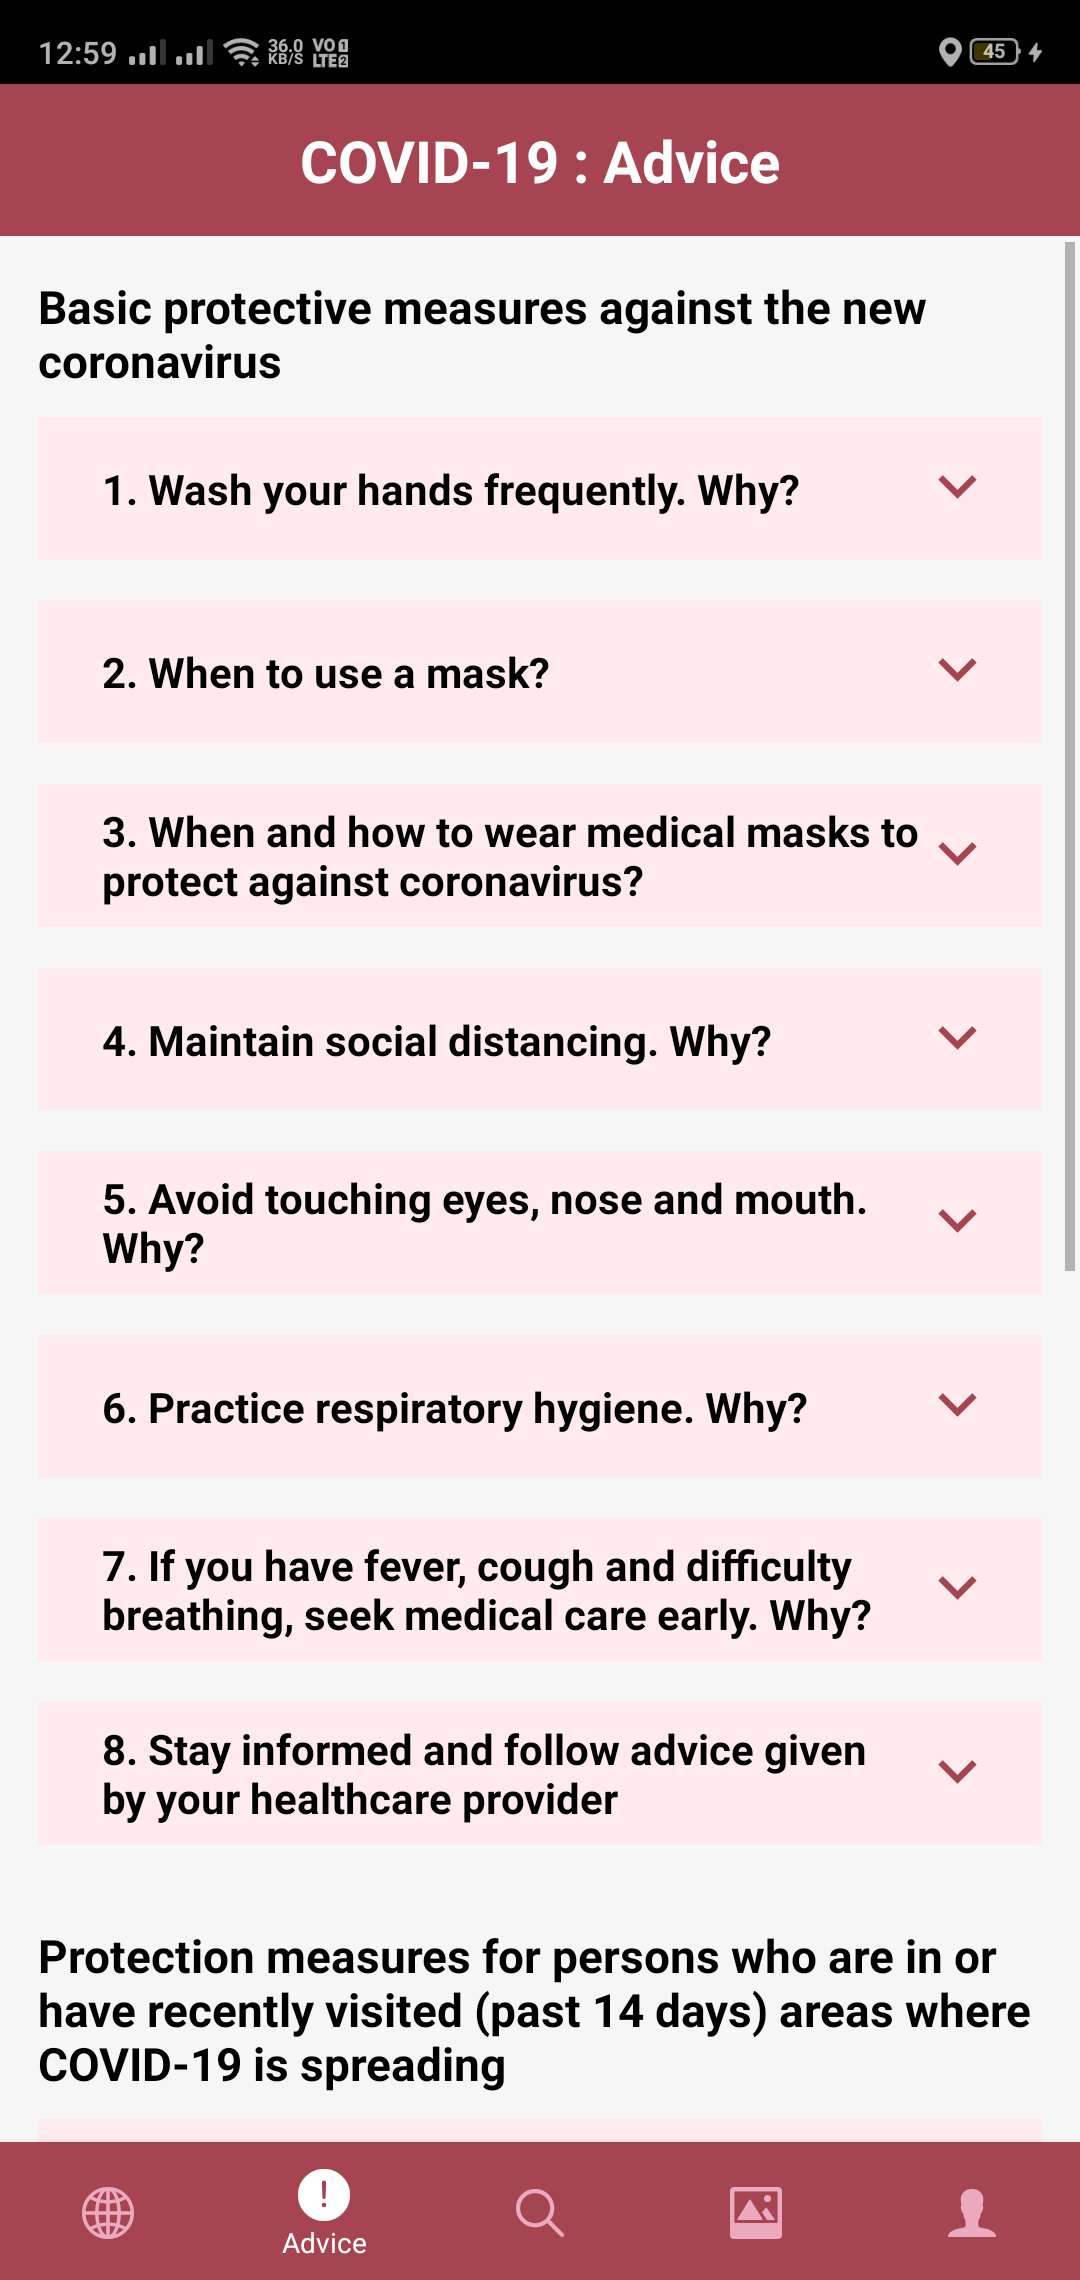 12:59 36.0 KB/S VO 1 LTE 2 45
COVID-19 : Advice
Basic protective measures against the new
coronavirus
1. Wash your hands frequently. Why?
2. When to use a mask?
3. When and how to wear medical masks to
protect against coronavirus?
4. Maintain social distancing. Why?
5. Avoid touching eyes, nose and mouth.
Why?
6. Practice respiratory hygiene. Why?
7. If you have fever, cough and difficulty
breathing, seek medical care early. Why?
8. Stay informed and follow advice given
by your healthcare provider
Protection measures for persons who are in or
have recently visited (past 14 days) areas where
COVID-19 is spreading
Advice